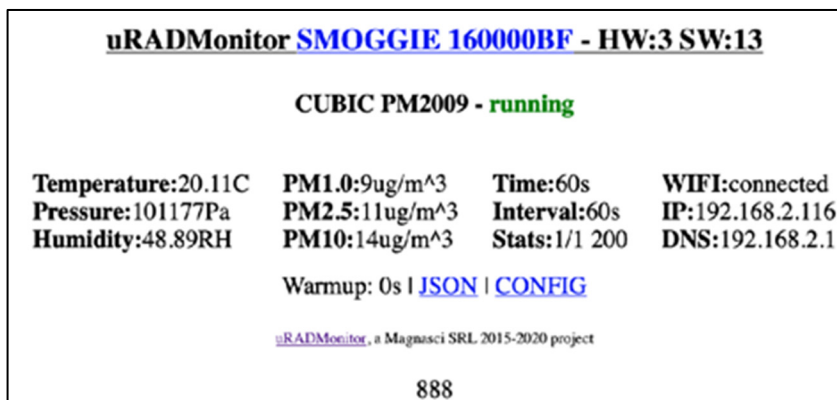 uRADMonitor SMOGGIE 160000BF - HW:3 SW:13
CUBIC PM2009 - running
Temperature:20.11C PM1.0:9ug/m^3 Time:60s WIFI:connected
Pressure:101177Pa PM2.5:11ug/m^3 Interval:60s IP:192.168.2.116
Humidity:48.89RH PM10:14ug/m^3 Stats:1/1 200 DNS:192.168.2.1
Warmup: 0s | JSON | CONFIG
uRADMonitor, a Magnasci SRL 2015-2020 project
888